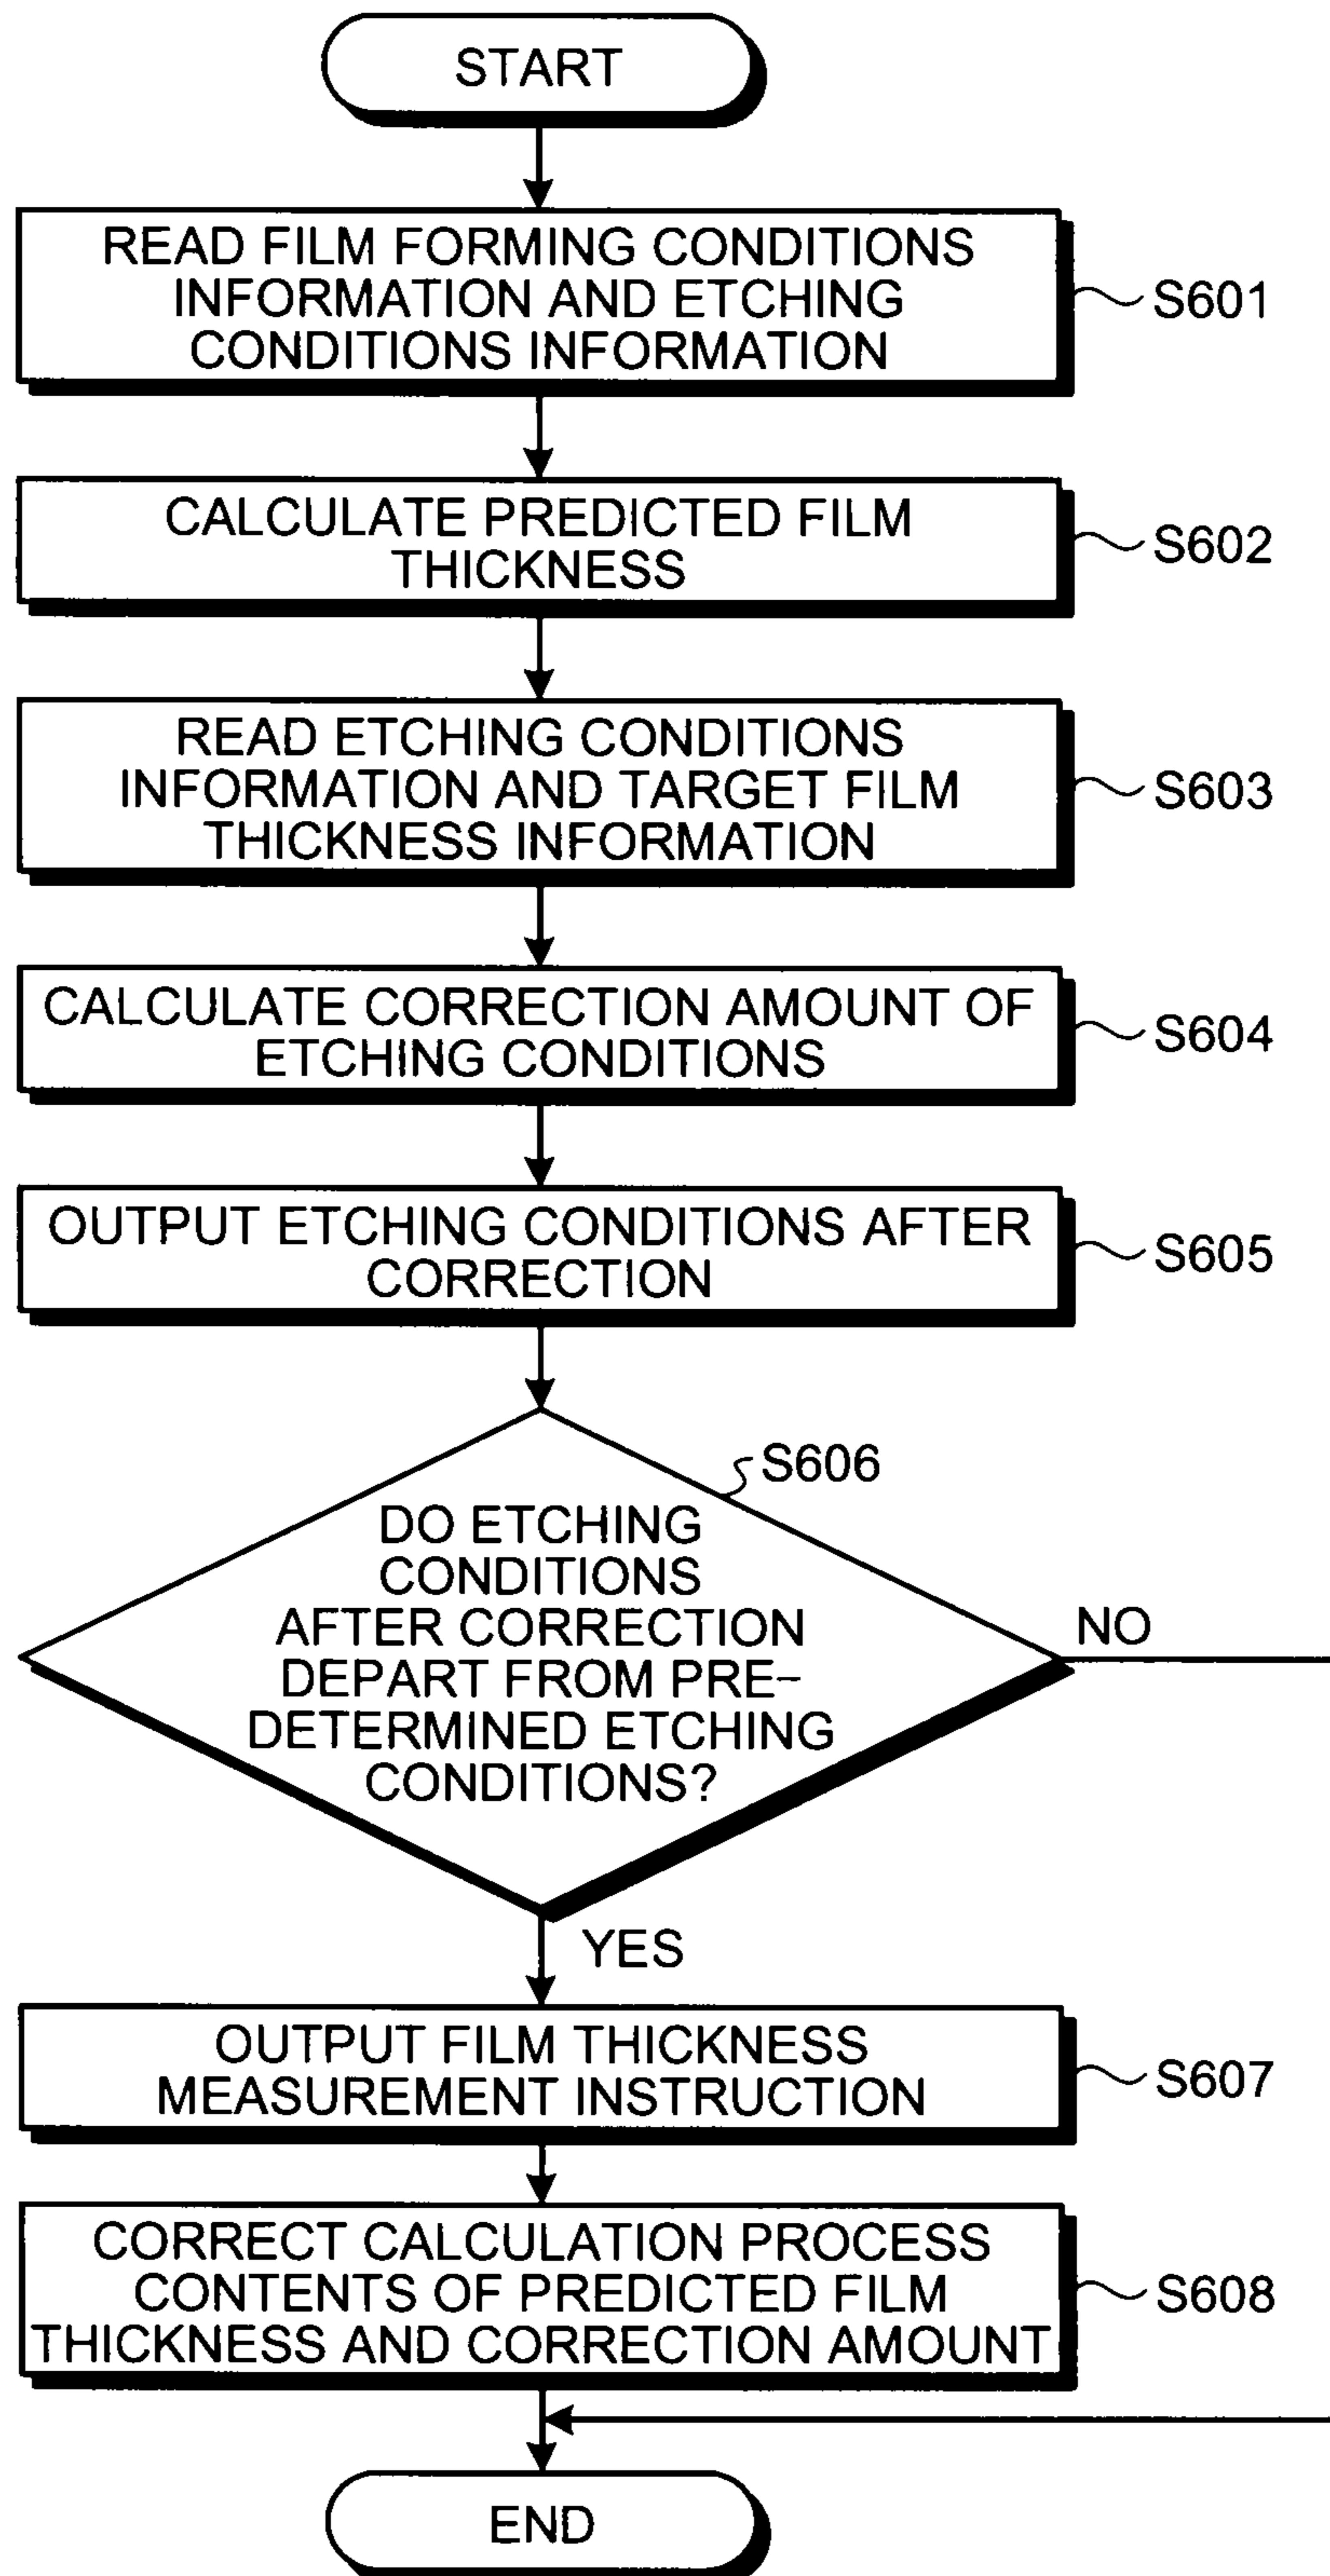 START
READ FILM FORMING CONDITIONS
INFORMATION AND ETCHING
CONDITIONS INFORMATION
S601
CALCULATE PREDICTED FILM
THICKNESS
S602
READ ETCHING CONDITIONS
INFORMATION AND TARGET FILM
THICKNESS INFORMATION
S603
CALCULATE CORRECTION AMOUNT OF
ETCHING CONDITIONS
S604
OUTPUT ETCHING CONDITIONS AFTER
CORRECTION
S605
S606
DO ETCHING
CONDITIONS
AFTER CORRECTION
DEPART FROM PRE-
DETERMINED ETCHING
CONDITIONS?
NO
YES
OUTPUT FILM THICKNESS
MEASUREMENT INSTRUCTION
S607
CORRECT CALCULATION PROCESS
CONTENTS OF PREDICTED FILM
THICKNESS AND CORRECTION AMOUNT
S608
END